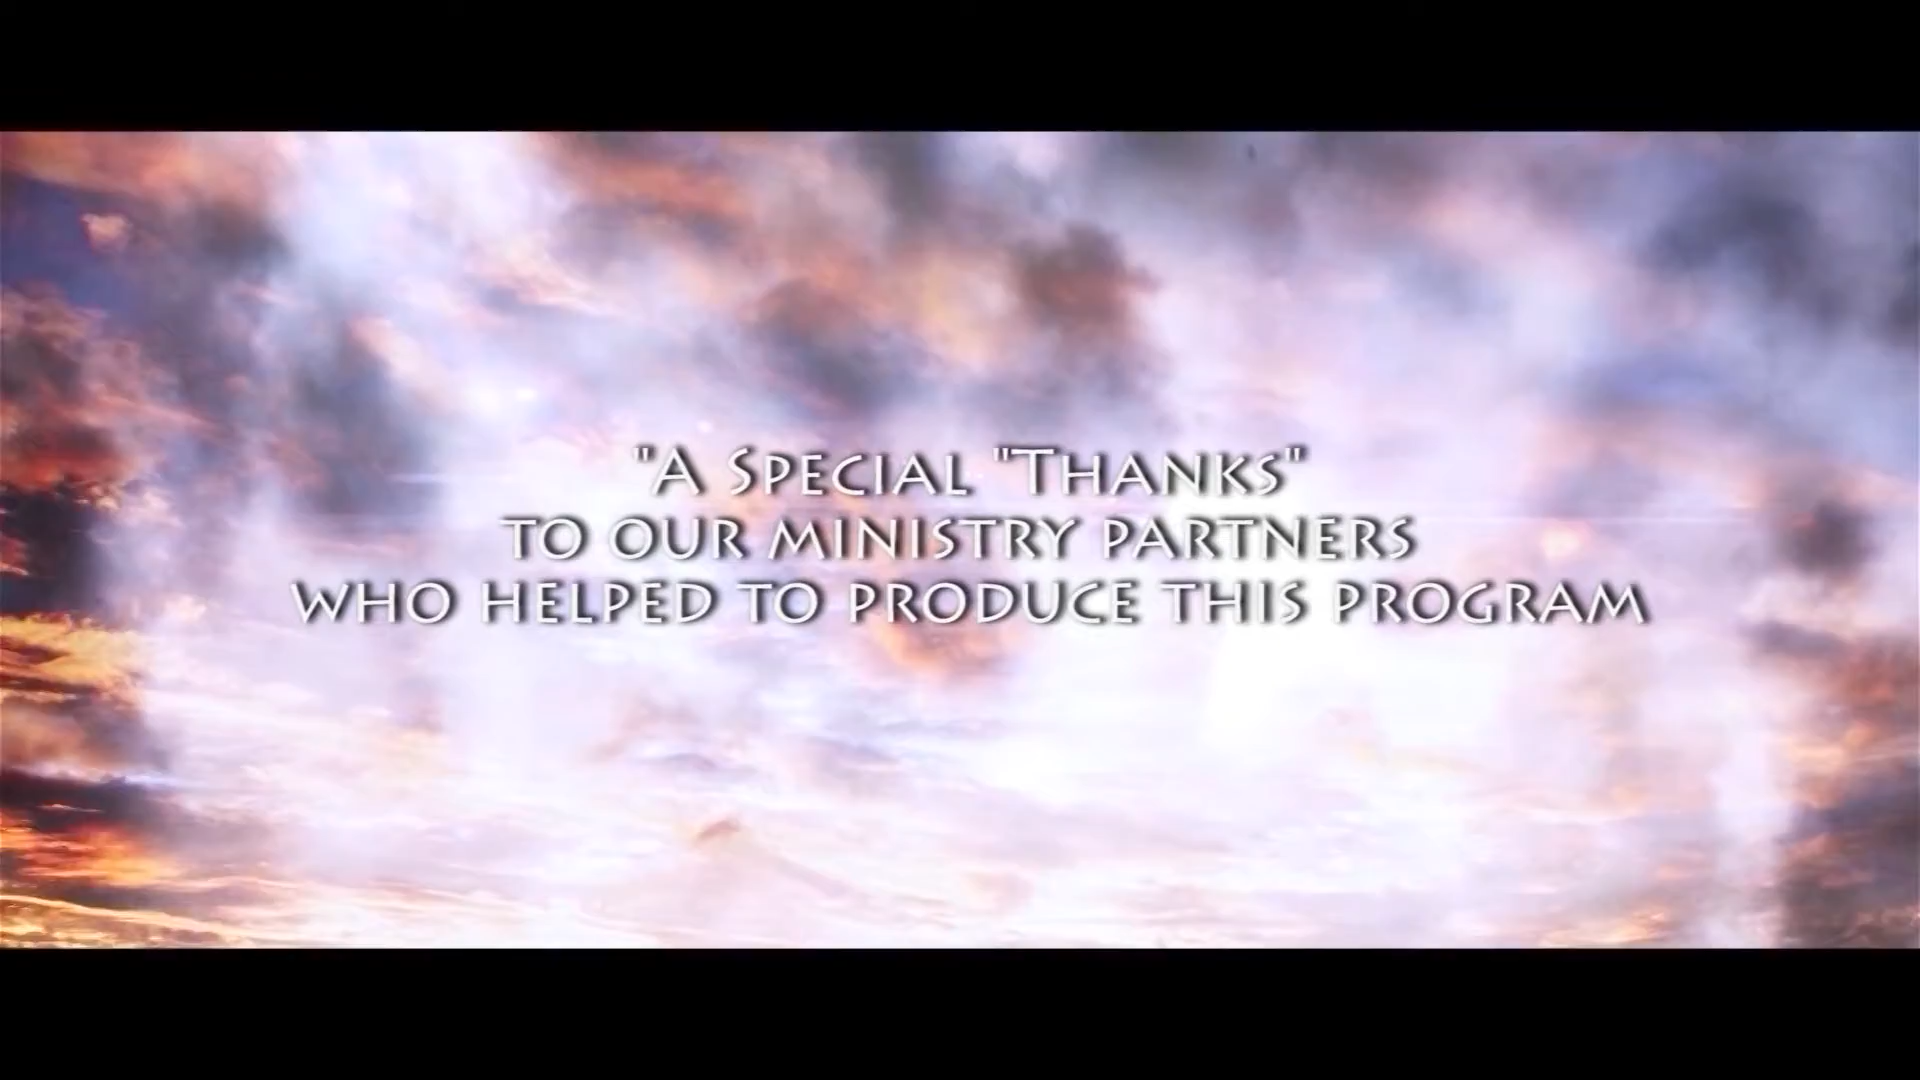 "A Special "Thanks"
to our ministry partners
who helped to produce this program